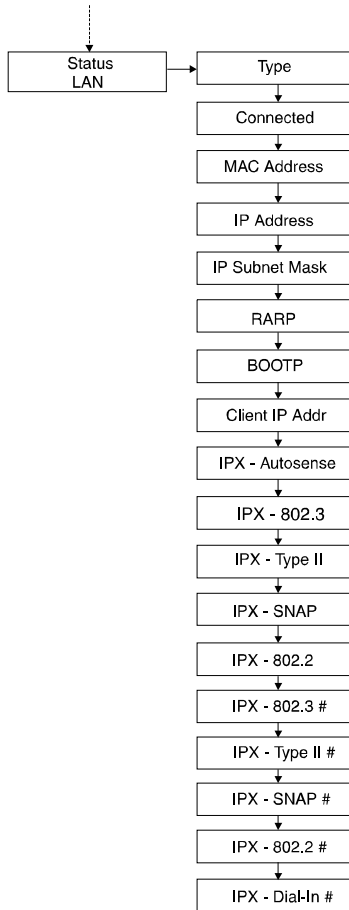 Status
LAN
Type
Connected
MAC Address
IP Address
IP Subnet Mask
RARP
BOOTP
Client IP Addr
IPX - Autosense
IPX - 802.3
IPX - Type II
IPX - SNAP
IPX - 802.2
IPX - 802.3 #
IPX - Type II #
IPX - SNAP #
IPX - 802.2 #
IPX - Dial-In #